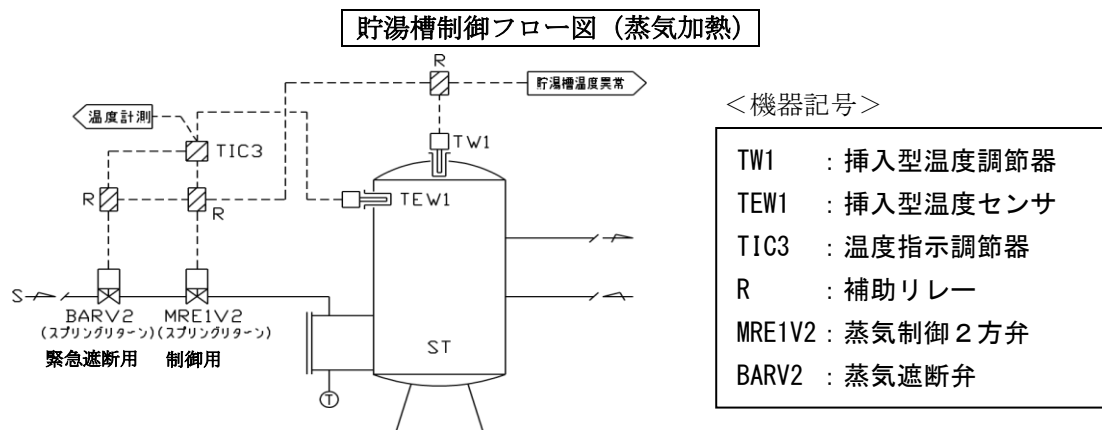 貯湯槽制御フロー図（蒸気加熱）
R
貯湯槽温度異常
温度計測
TIC3
TW1
R
R
TEW1
S
BARV2
(スプリングリターン)
緊急遮断用
MRE1V2
(スプリングリターン)
制御用
ST
T
＜機器記号＞
TW1 ：挿入型温度調節器
TEW1 ：挿入型温度センサ
TIC3 ：温度指示調節器
R ：補助リレー
MRE1V2：蒸気制御２方弁
BARV2 ：蒸気遮断弁